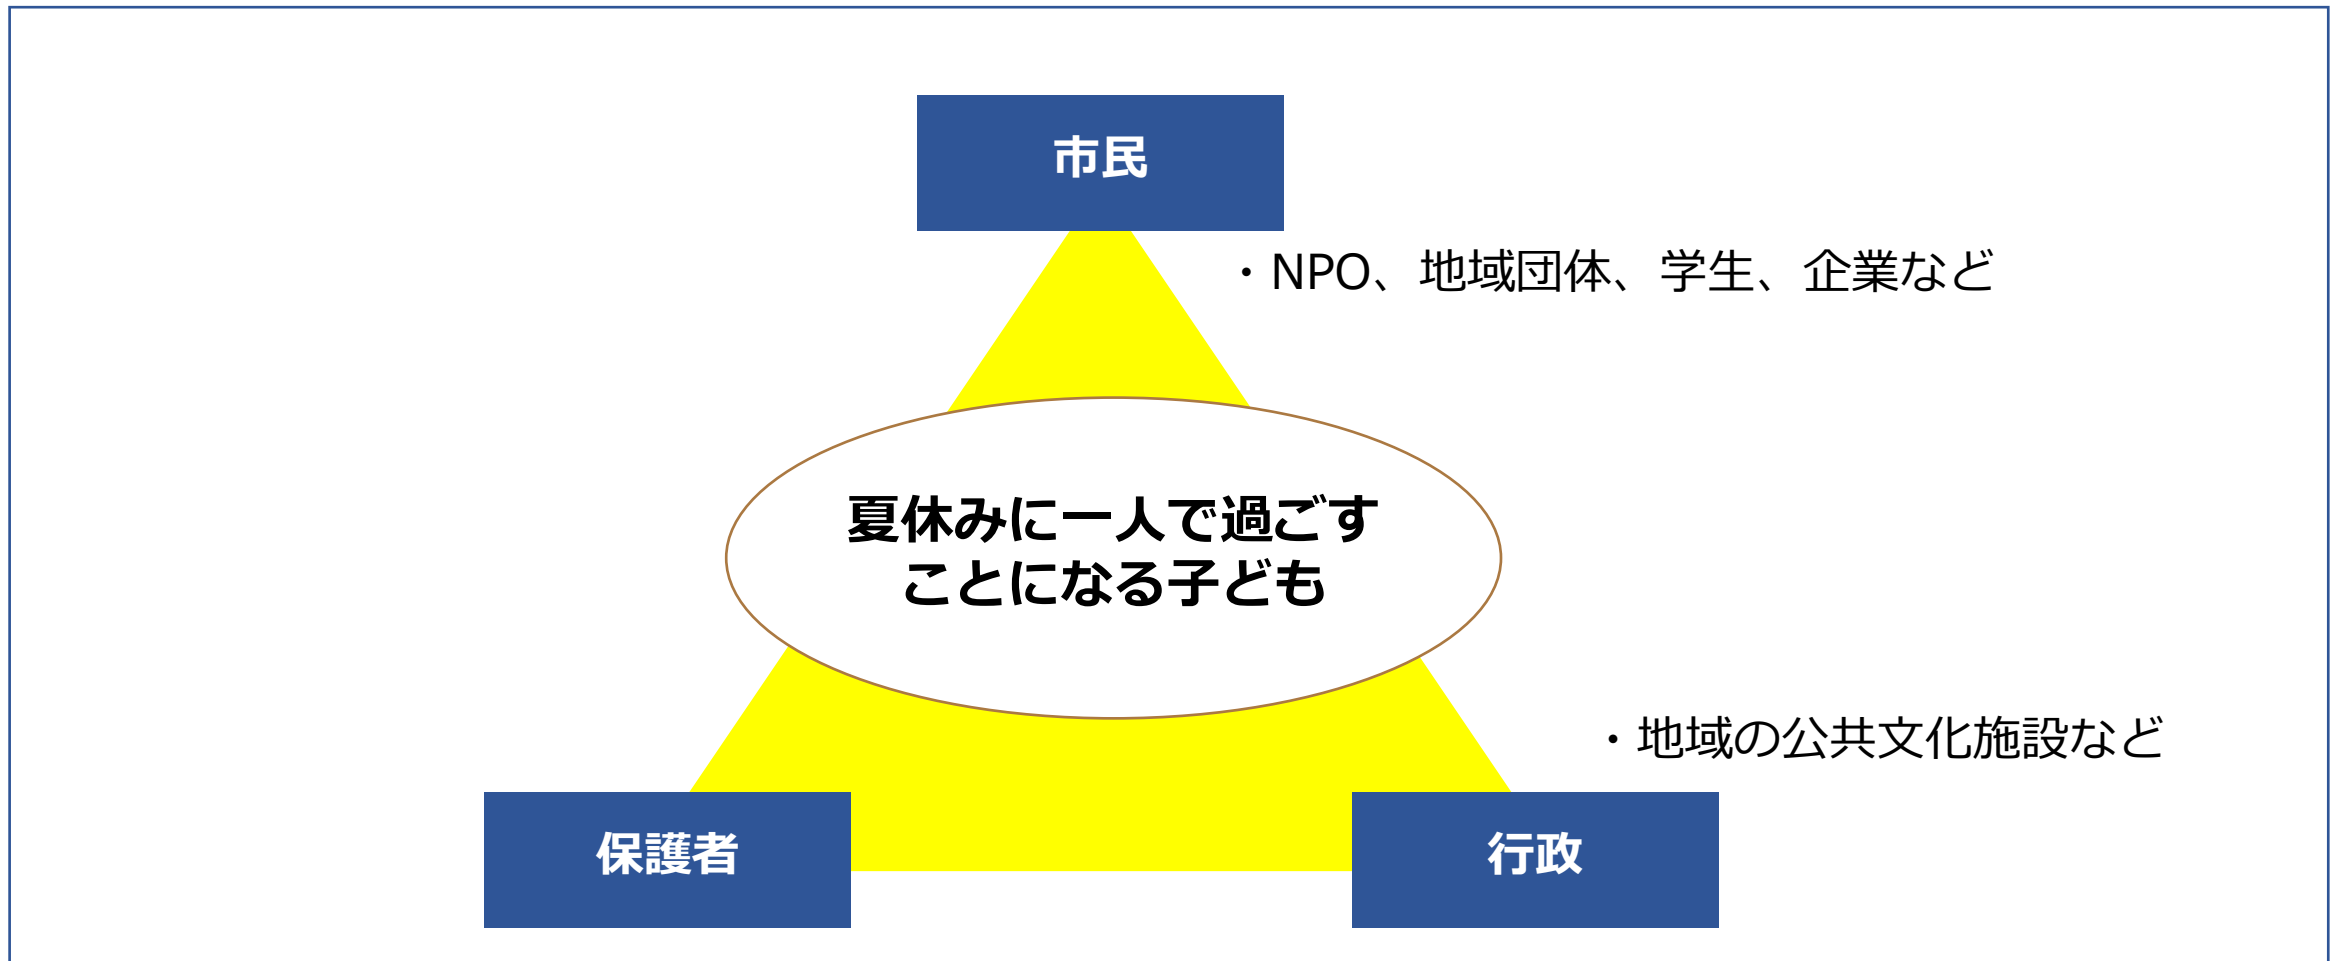 市民
・NPO、地域団体、学生、企業など
夏休みに一人で過ごす
ことになる子ども
・地域の公共文化施設など
保護者
行政